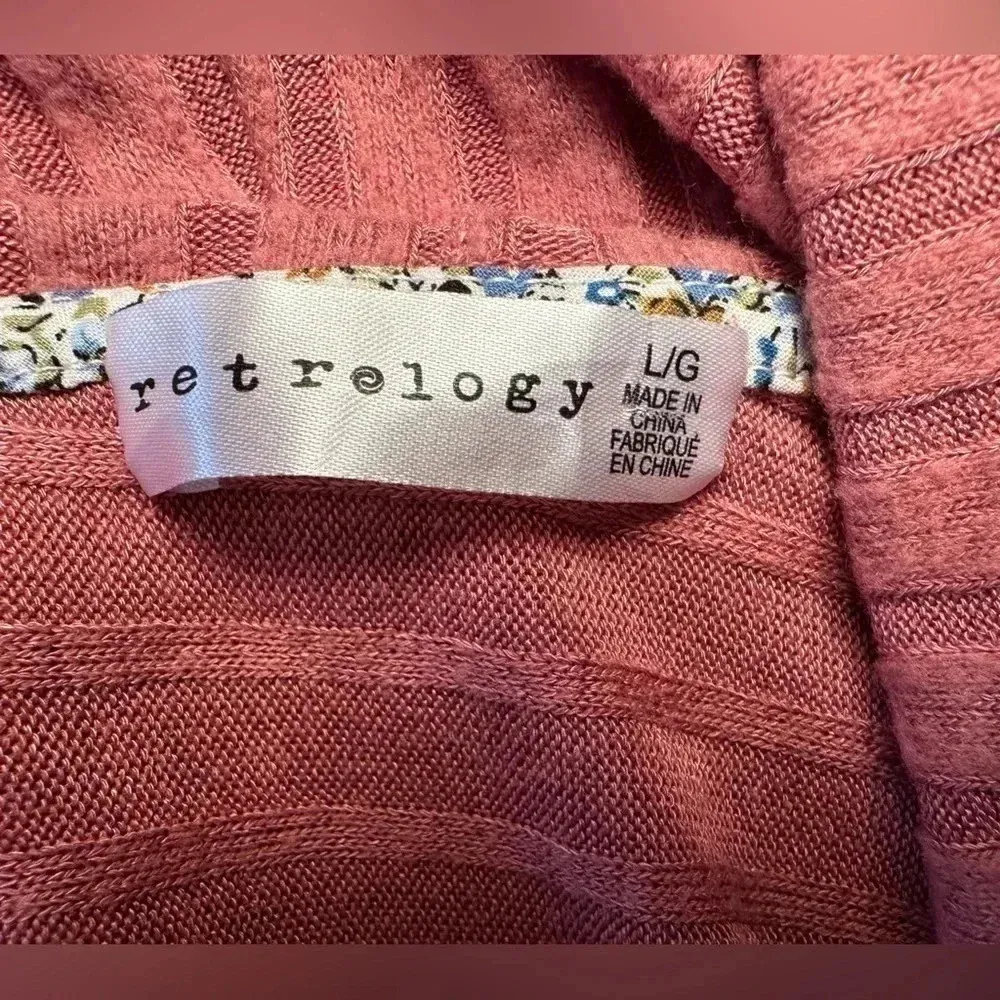 retrology
L/G
MADE IN
CHINA
FABRIQUÉ
EN CHINE